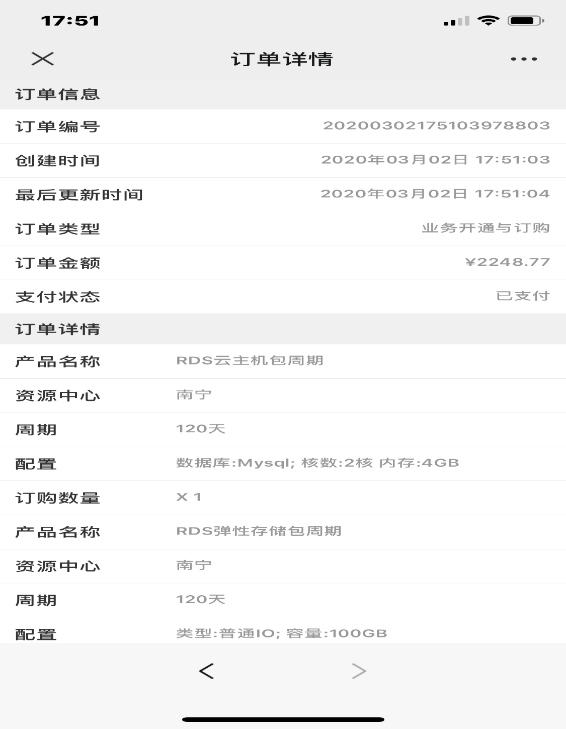 17:51
订单详情
订单信息
订单编号 20200302175103978803
创建时间 2020年03月02日 17:51:03
最后更新时间 2020年03月02日 17:51:04
订单类型 业务开通与订购
订单金额 ¥2248.77
支付状态 已支付
订单详情
产品名称 RDS云主机包周期
资源中心 南宁
周期 120天
配置 数据库:Mysql; 核数:2核 内存:4GB
订购数量 X 1
产品名称 RDS弹性存储包周期
资源中心 南宁
周期 120天
配置 类型:普通IO; 容量:100GB